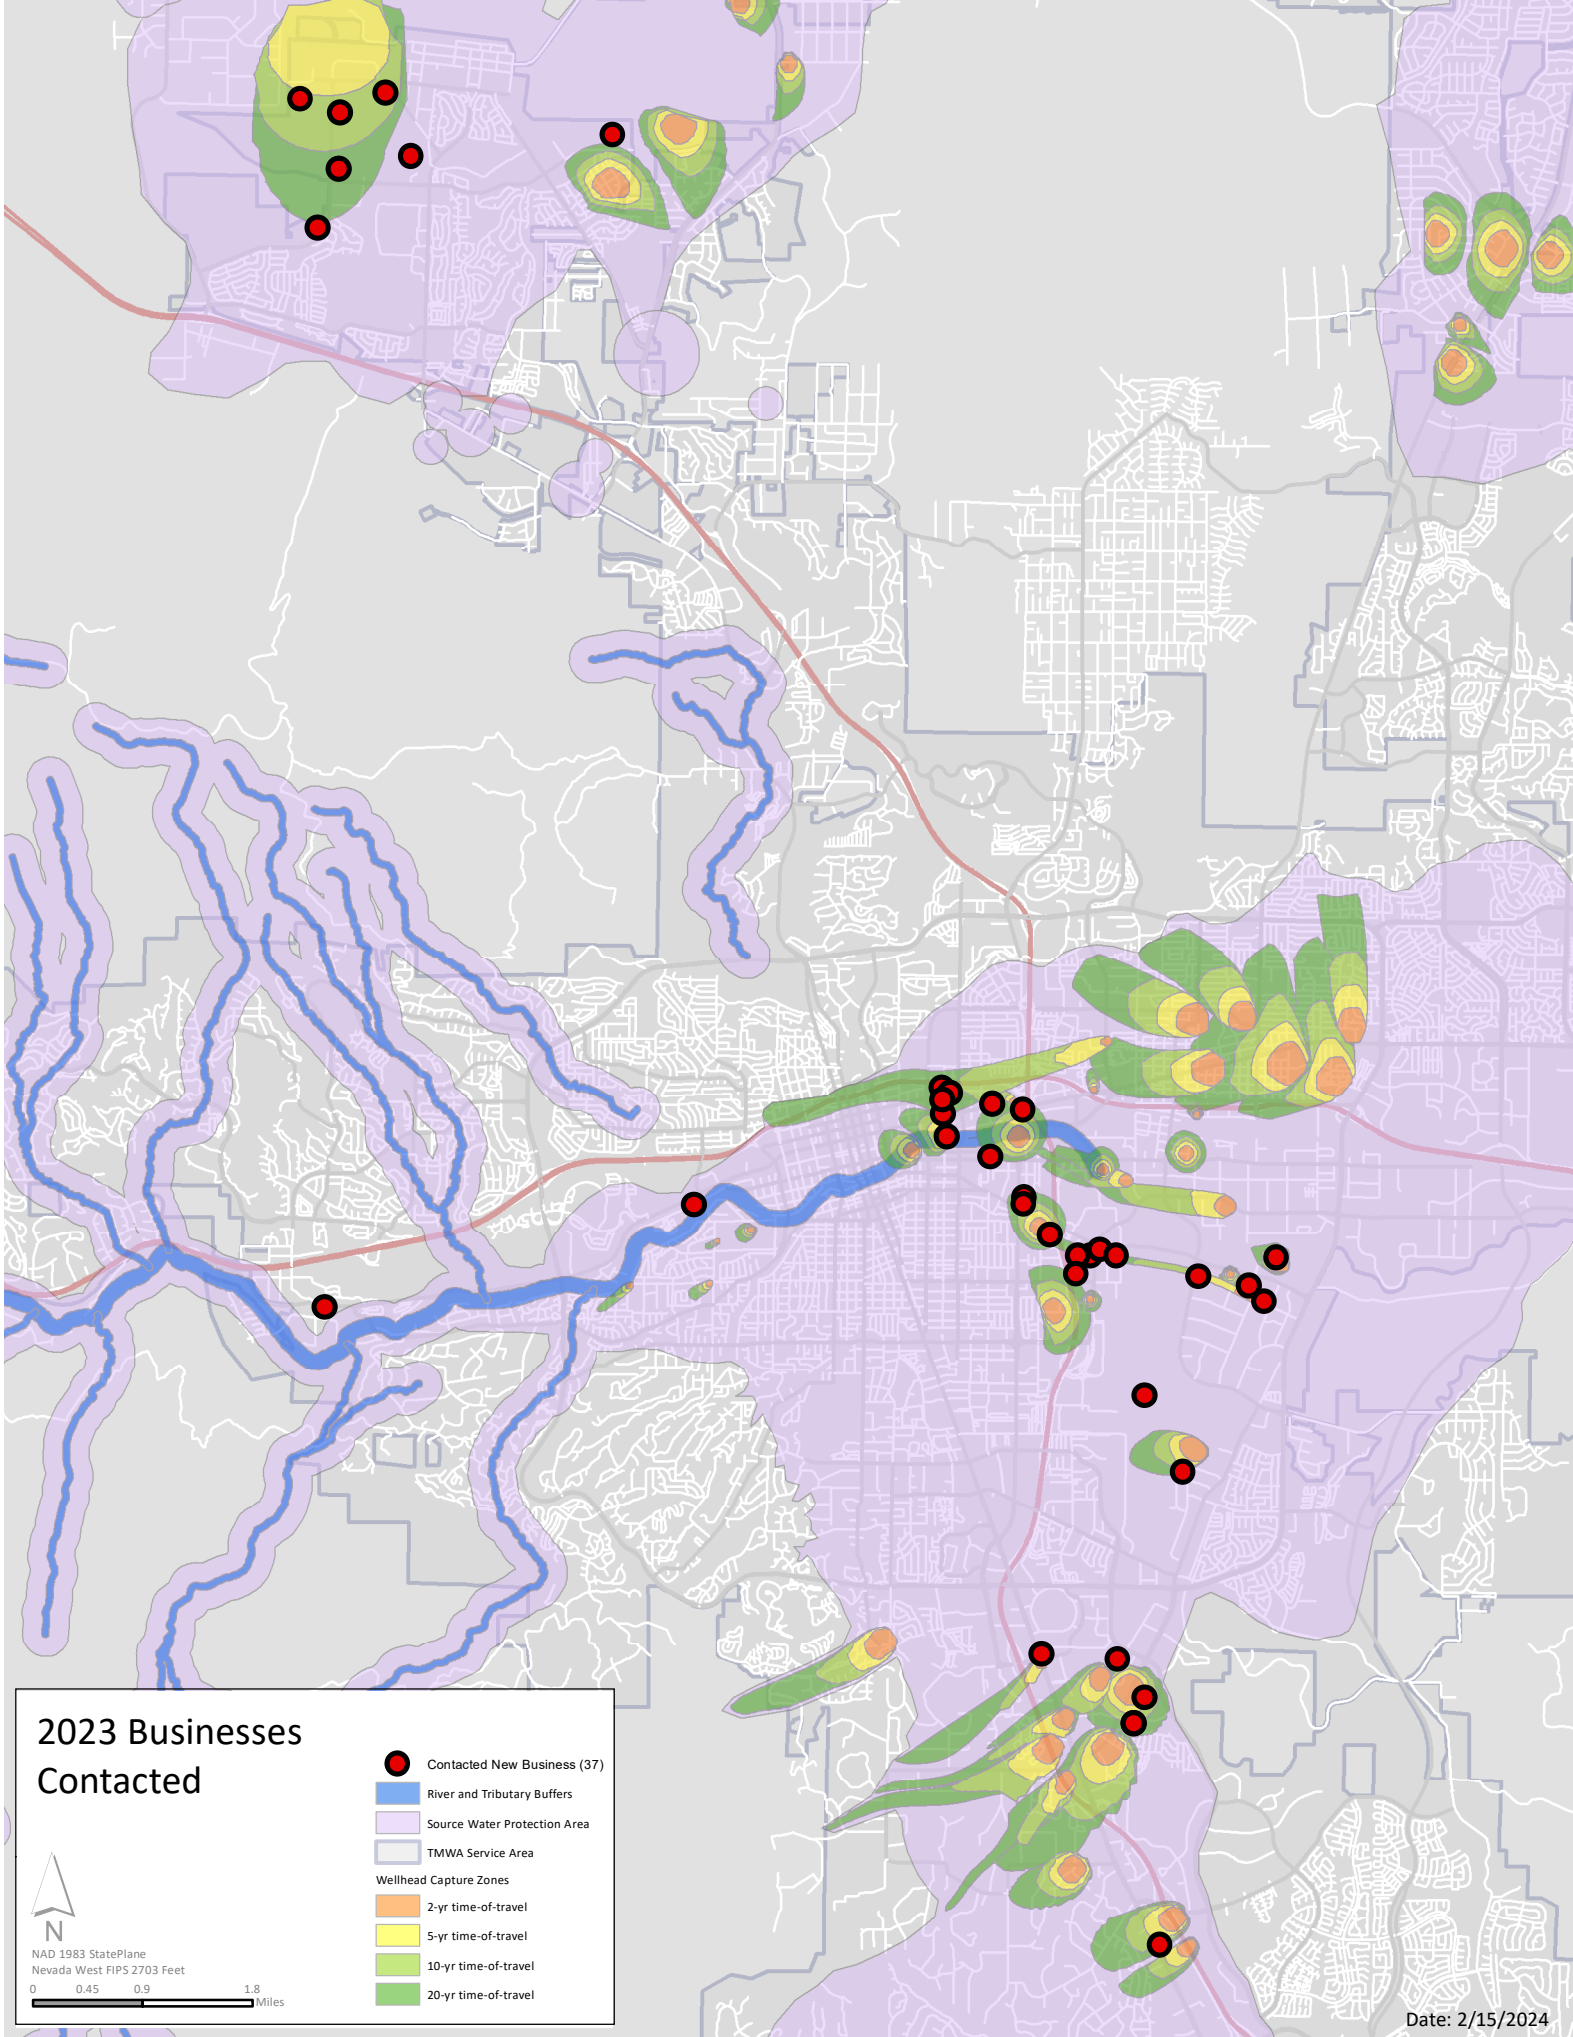 2023 Businesses
Contacted
Contacted New Business (37)
River and Tributary Buffers
Source Water Protection Area
TMWA Service Area
Wellhead Capture Zones
2-yr time-of-travel
5-yr time-of-travel
10-yr time-of-travel
20-yr time-of-travel
N
NAD 1983 StatePlane
Nevada West FIPS 2703 Feet
0 0.45 0.9 1.8
Miles
Date: 2/15/2024